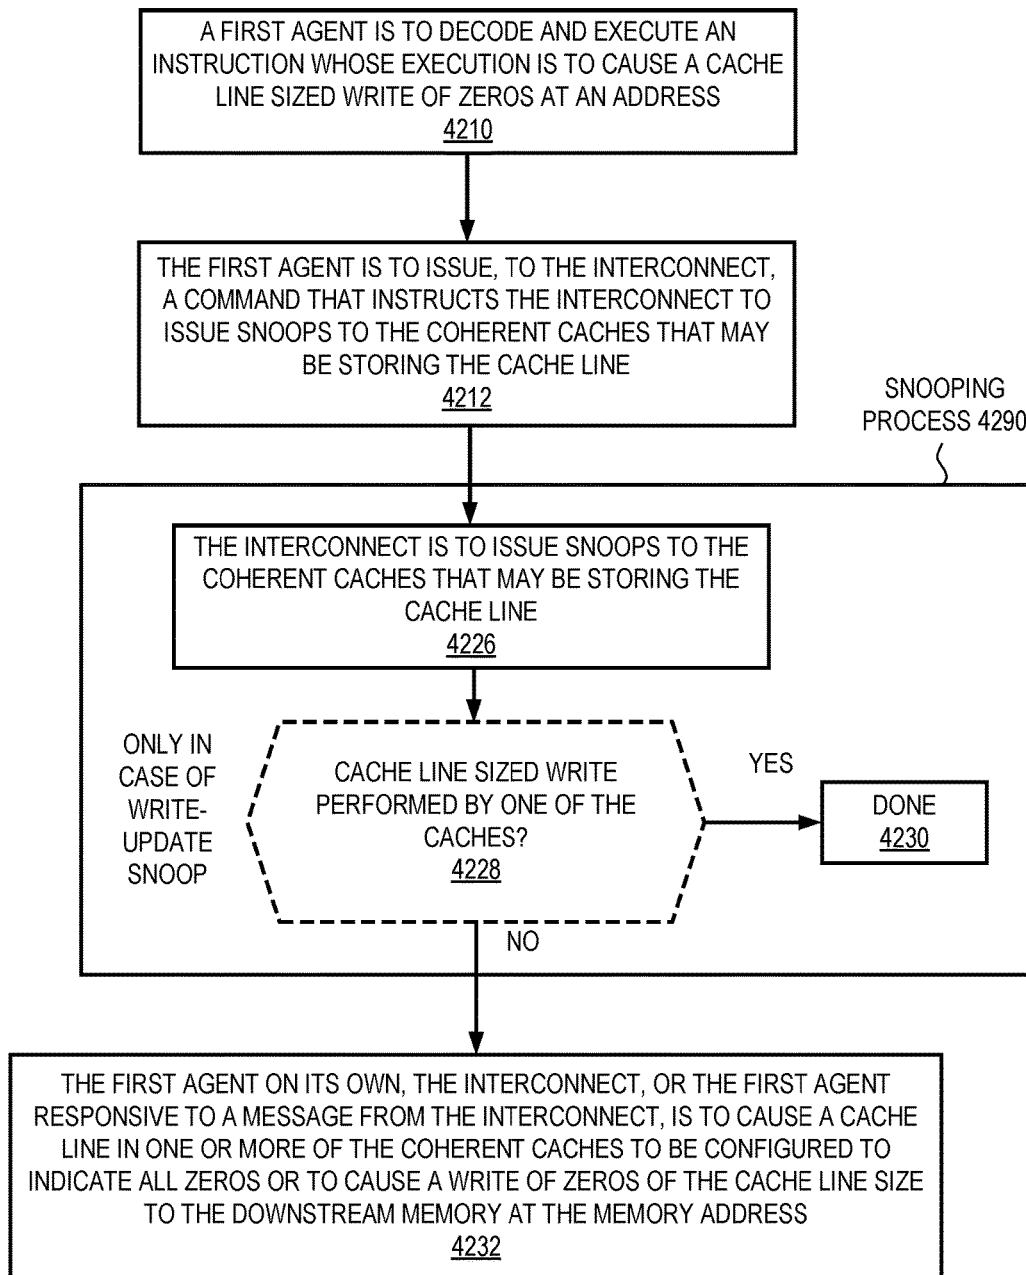 A FIRST AGENT IS TO DECODE AND EXECUTE AN
INSTRUCTION WHOSE EXECUTION IS TO CAUSE A CACHE
LINE SIZED WRITE OF ZEROS AT AN ADDRESS
4210
THE FIRST AGENT IS TO ISSUE, TO THE INTERCONNECT,
A COMMAND THAT INSTRUCTS THE INTERCONNECT TO
ISSUE SNOOPS TO THE COHERENT CACHES THAT MAY
BE STORING THE CACHE LINE
4212
SNOOPING
PROCESS 4290
THE INTERCONNECT IS TO ISSUE SNOOPS TO THE
COHERENT CACHES THAT MAY BE STORING THE
CACHE LINE
4226
ONLY IN
CASE OF
WRITE-
UPDATE
SNOOP
CACHE LINE SIZED WRITE
PERFORMED BY ONE OF THE
CACHES?
4228
YES
DONE
4230
NO
THE FIRST AGENT ON ITS OWN, THE INTERCONNECT, OR THE FIRST AGENT
RESPONSIVE TO A MESSAGE FROM THE INTERCONNECT, IS TO CAUSE A CACHE
LINE IN ONE OR MORE OF THE COHERENT CACHES TO BE CONFIGURED TO
INDICATE ALL ZEROS OR TO CAUSE A WRITE OF ZEROS OF THE CACHE LINE SIZE
TO THE DOWNSTREAM MEMORY AT THE MEMORY ADDRESS
4232